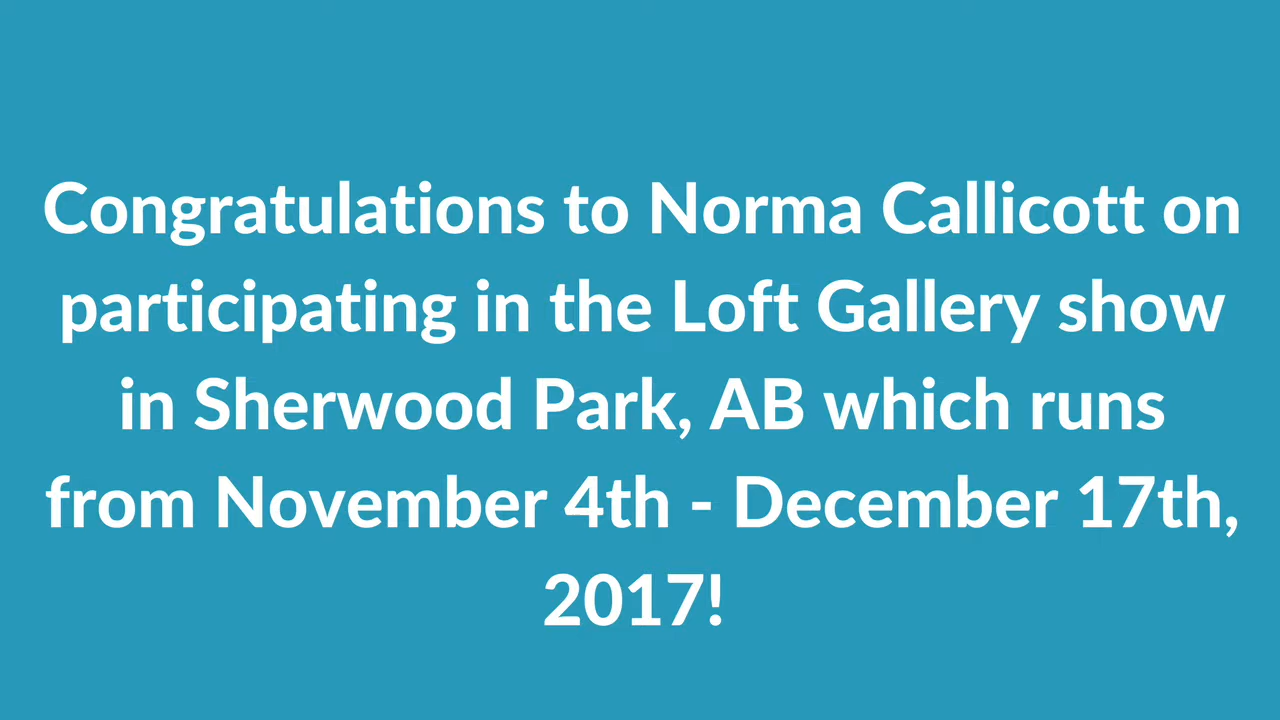 Congratulations to Norma Callicott on
participating in the Loft Gallery show
in Sherwood Park, AB which runs
from November 4th - December 17th,
2017!